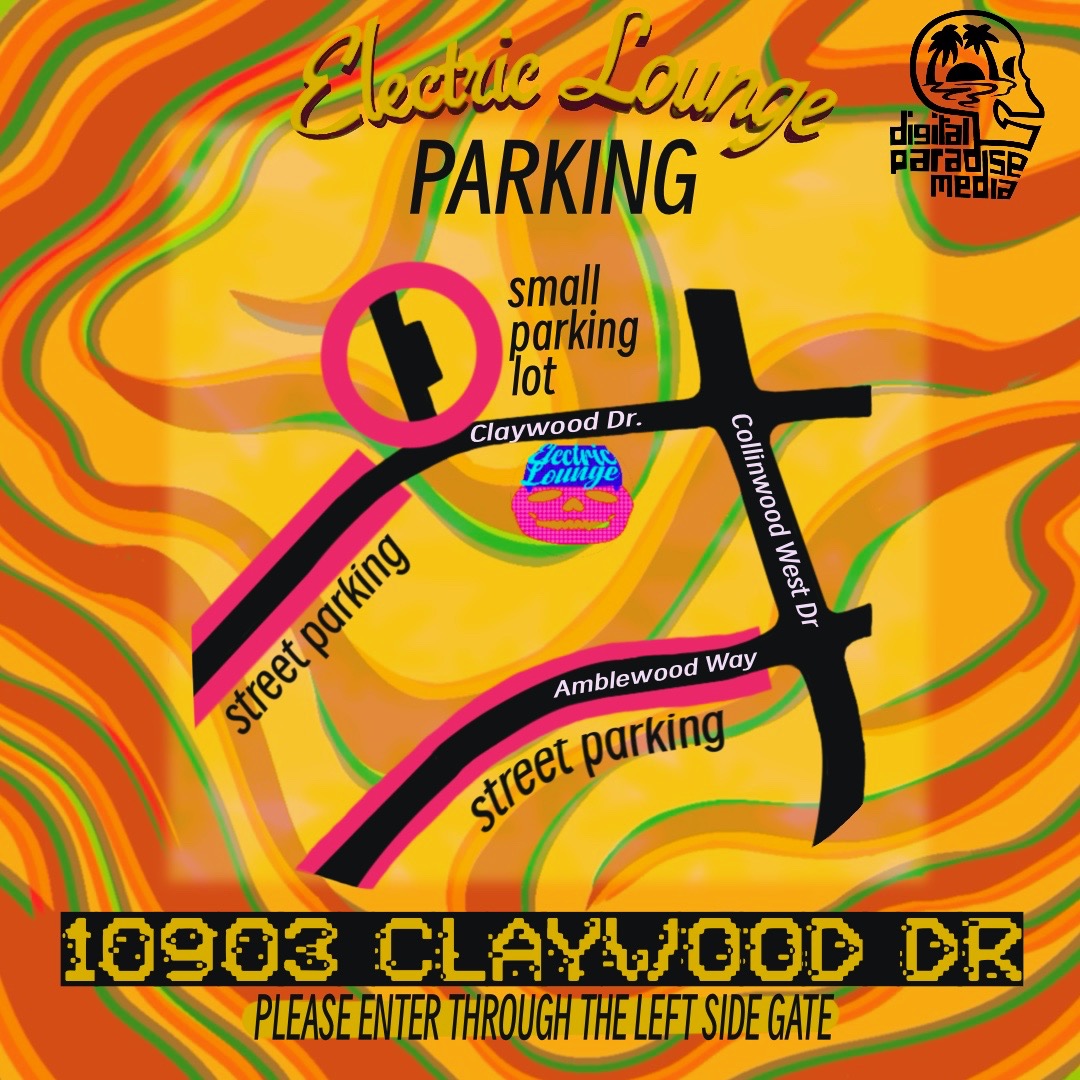 Electric Lounge
PARKING
digital
paradise
media
small
parking
lot
Claywood Dr.
Electric
Lounge
Collinwood West Dr
street parking
Amblewood Way
street parking
10903 CLAYWOOD DR
PLEASE ENTER THROUGH THE LEFT SIDE GATE